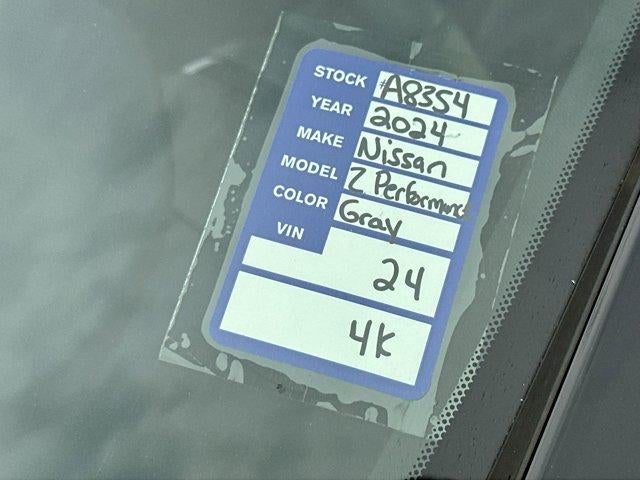 STOCK #A8354
YEAR 2024
MAKE Nissan
MODEL Z Performance
COLOR Gray
VIN 24
4K